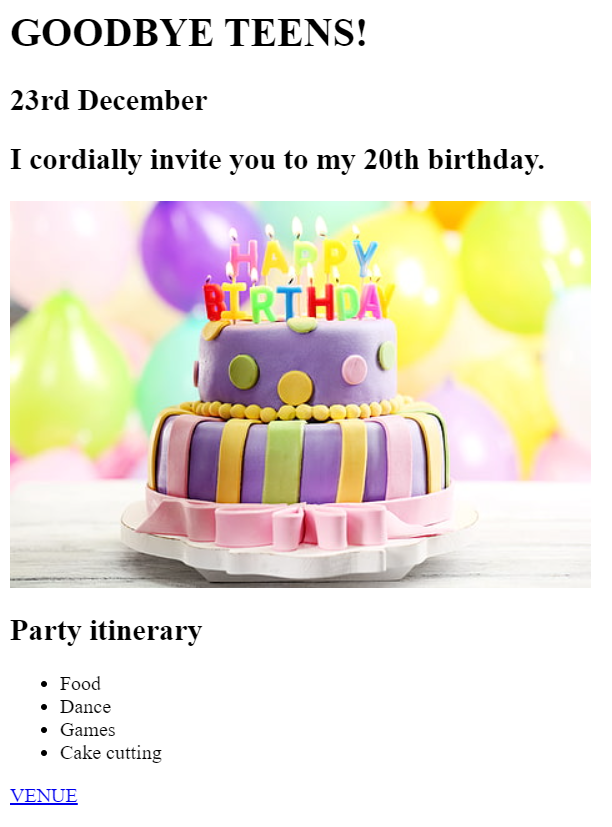 GOODBYE TEENS!
23rd December
I cordially invite you to my 20th birthday.
HAPPY
BIRTHDAY
Party itinerary
Food
Dance
Games
Cake cutting
VENUE